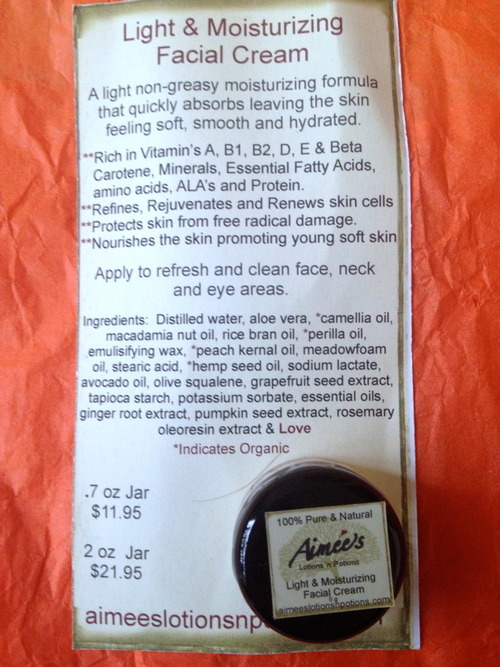 Light & Moisturizing
Facial Cream
A light non-greasy moisturizing formula
that quickly absorbs leaving the skin
feeling soft, smooth and hydrated.
**Rich in Vitamin's A, B1, B2, D, E & Beta
Carotene, Minerals, Essential Fatty Acids,
amino acids, ALA's and Protein.
**Refines, Rejuvenates and Renews skin cells
**Protects skin from free radical damage.
**Nourishes the skin promoting young soft skin
Apply to refresh and clean face, neck
and eye areas.
Ingredients: Distilled water, aloe vera, *camellia oil,
macadamia nut oil, rice bran oil, *perilla oil,
emulisifying wax, *peach kernal oil, meadowfoam
oil, stearic acid, *hemp seed oil, sodium lactate,
avocado oil, olive squalene, grapefruit seed extract,
tapioca starch, potassium sorbate, essential oils,
ginger root extract, pumpkin seed extract, rosemary
oleoresin extract & Love
*Indicates Organic
.7 oz Jar
$11.95
2 oz Jar
$21.95
aimeeslotionsnp
100% Pure & Natural
Aimée's
Lotions 'n' Potions
Light & Moisturizing
Facial Cream
aimeeslotionsnpotions.com